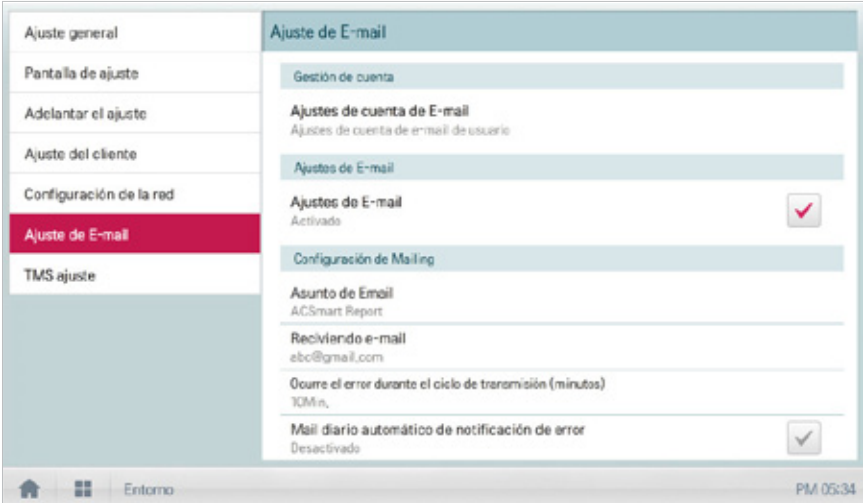 Ajuste general
Pantalla de ajuste
Adelantar el ajuste
Ajuste del cliente
Configuración de la red
Ajuste de E-mail
TMS ajuste
Ajuste de E-mail
Gestión de cuenta
Ajustes de cuenta de E-mail
Ajustes de cuenta de e-mail de usuario
Ajustes de E-mail
Ajustes de E-mail
Activado
Configuración de Mailing
Asunto de Email
ACSmart Report
Reciviendo e-mail
abc@gmail.com
Ocurre el error durante el ciclo de transmisión (minutos)
10Min.
Mail diario automático de notificación de error
Desactivado
Entorno
PM 05:34